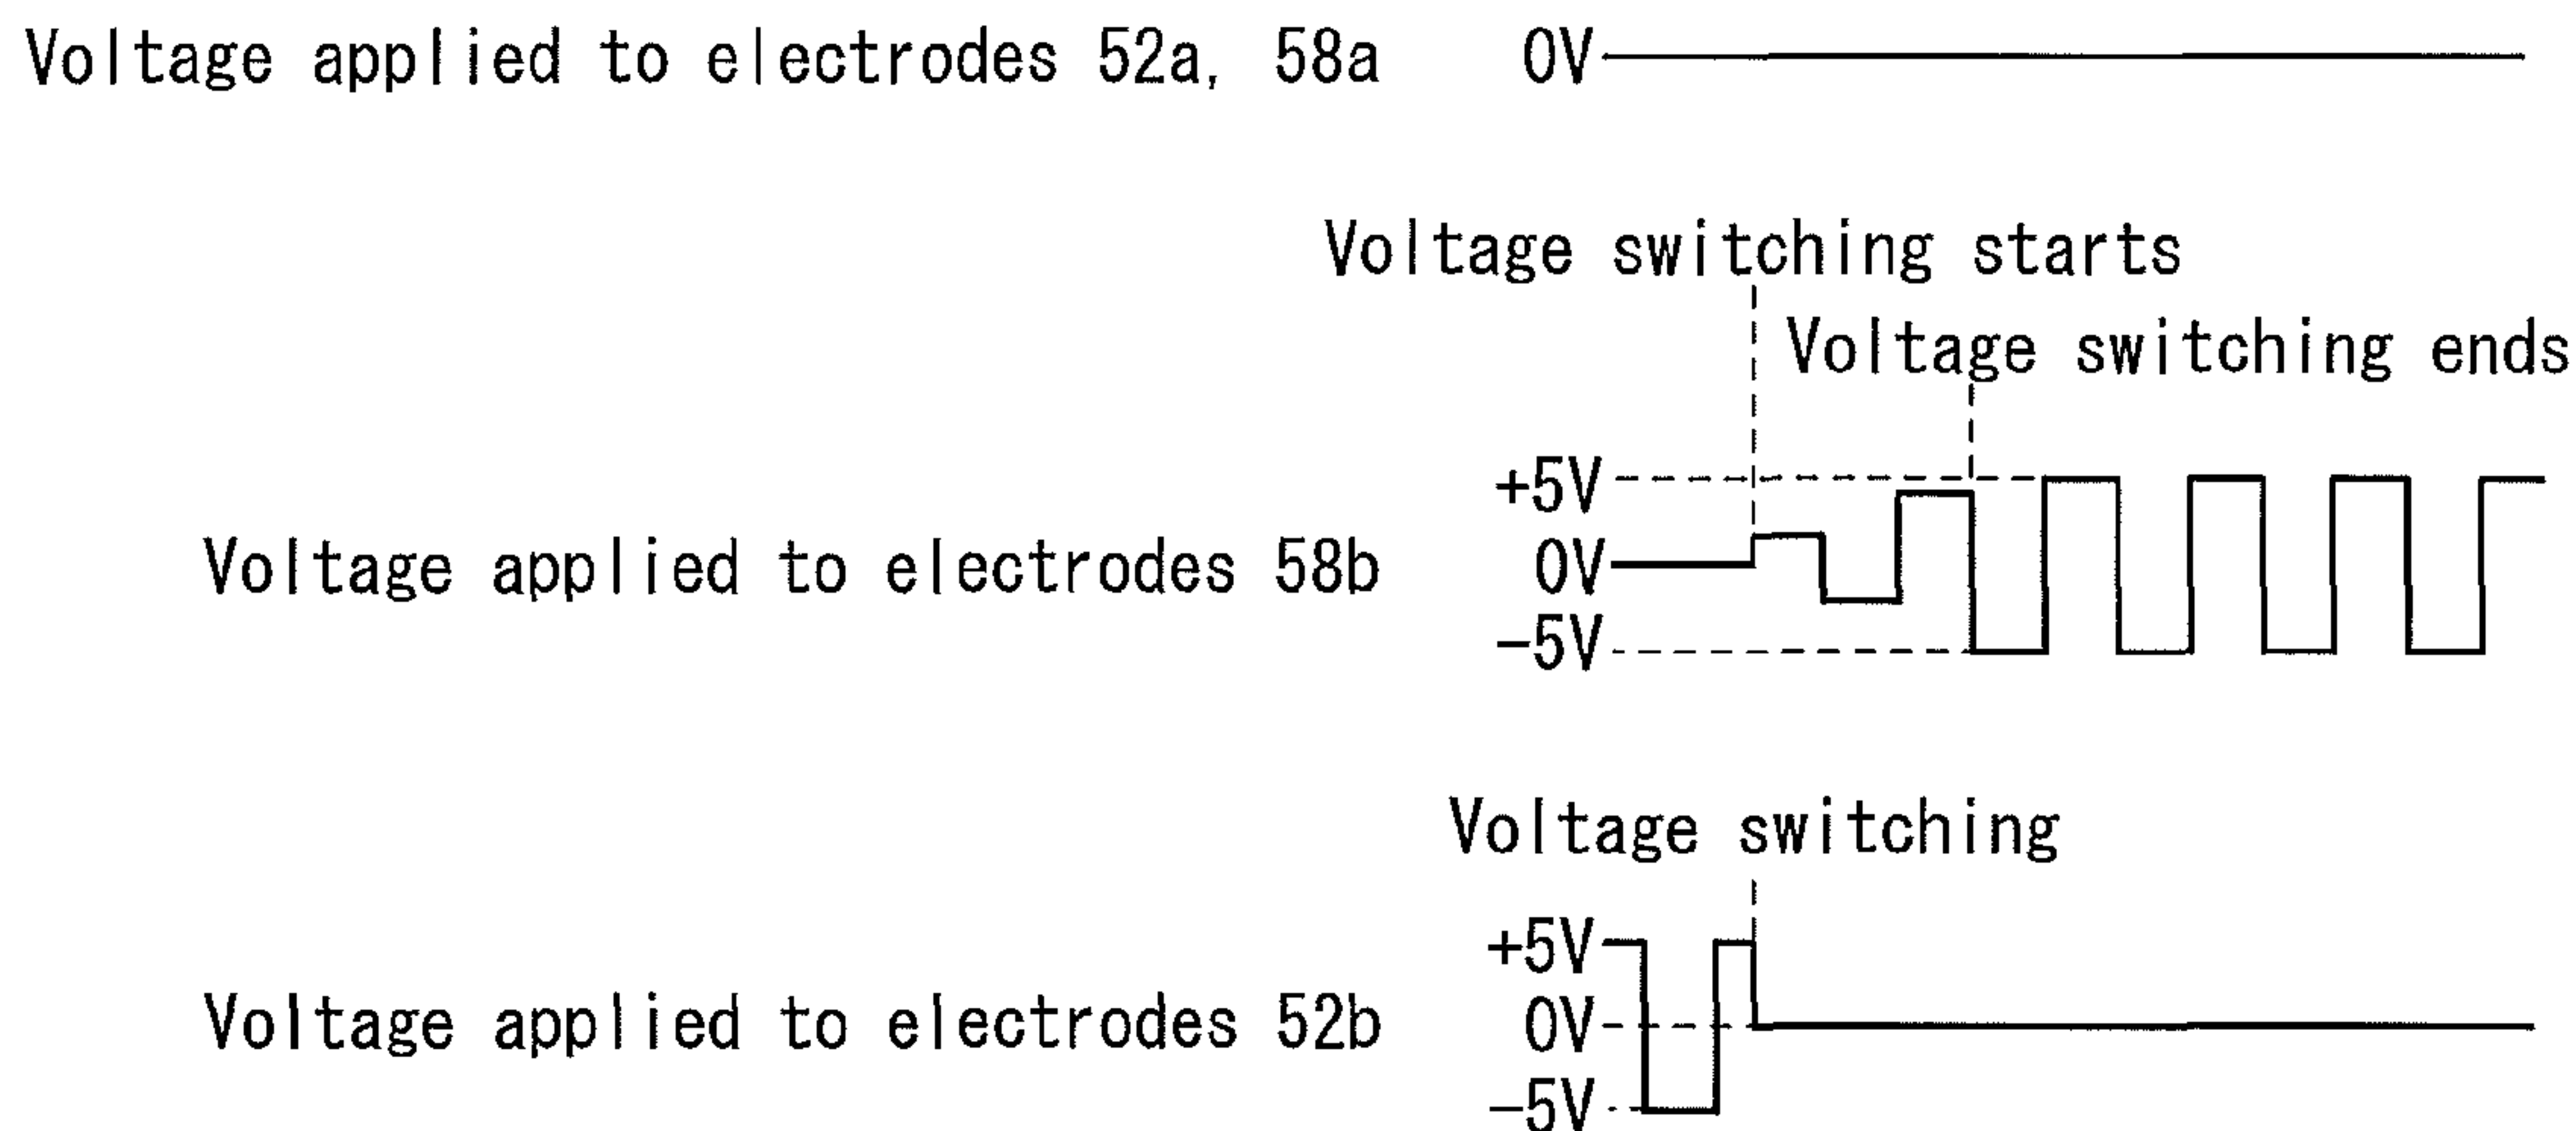 Voltage applied to electrodes 52a, 58a 0V
Voltage switching starts
Voltage switching ends
+5V
Voltage applied to electrodes 58b 0V
-5V
Voltage switching
+5V
Voltage applied to electrodes 52b 0V
-5V